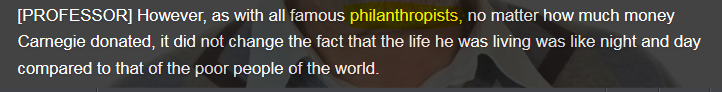 [PROFESSOR] However, as with all famous philanthropists, no matter how much money
Carnegie donated, it did not change the fact that the life he was living was like night and day
compared to that of the poor people of the world.